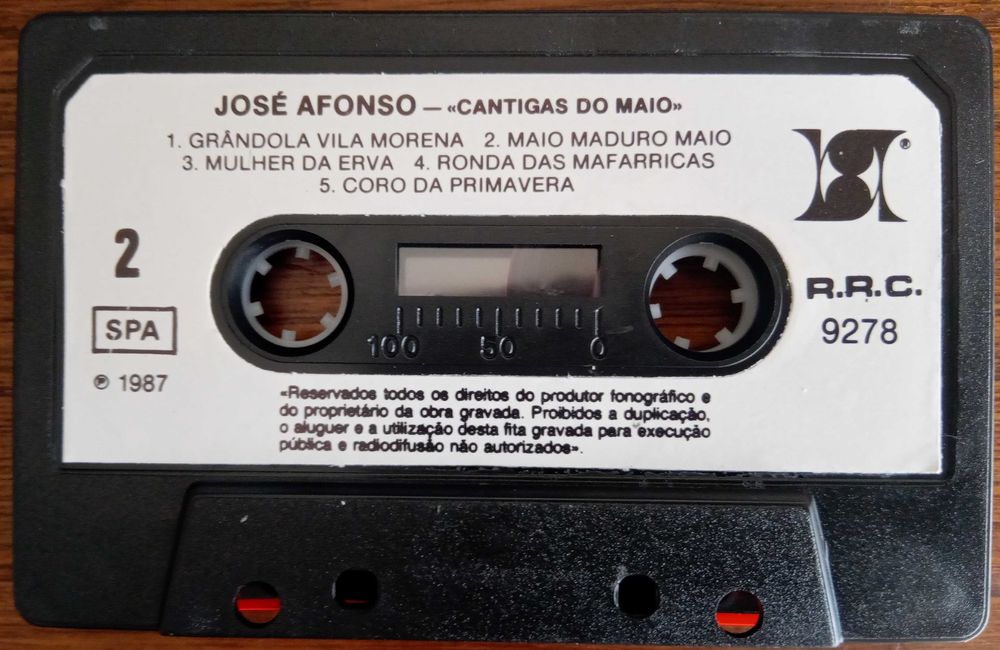 JOSÉ AFONSO — «CANTIGAS DO MAIO»
1. GRÂNDOLA VILA MORENA 2. MAIO MADURO MAIO
3. MULHER DA ERVA 4. RONDA DAS MAFARRICAS
5. CORO DA PRIMAVERA
®
2
SPA
℗ 1987
R.R.C.
9278
100 50 0
«Reservados todos os direitos do produtor fonográfico e
do proprietário da obra gravada. Proibidos a duplicação,
o aluguer e a utilização desta fita gravada para execução
pública e radiodifusão não autorizados».